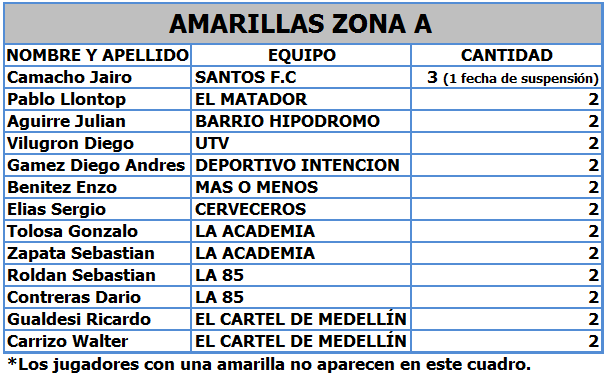 AMARILLAS ZONA A
NOMBRE Y APELLIDO EQUIPO CANTIDAD
Camacho Jairo SANTOS F.C 3 (1 fecha de suspensión)
Pablo Llontop EL MATADOR 2
Aguirre Julian BARRIO HIPODROMO 2
Vilugron Diego UTV 2
Gamez Diego Andres DEPORTIVO INTENCION 2
Benitez Enzo MAS O MENOS 2
Elias Sergio CERVECEROS 2
Tolosa Gonzalo LA ACADEMIA 2
Zapata Sebastian LA ACADEMIA 2
Roldan Sebastian LA 85 2
Contreras Dario LA 85 2
Gualdesi Ricardo EL CARTEL DE MEDELLÍN 2
Carrizo Walter EL CARTEL DE MEDELLÍN 2
*Los jugadores con una amarilla no aparecen en este cuadro.